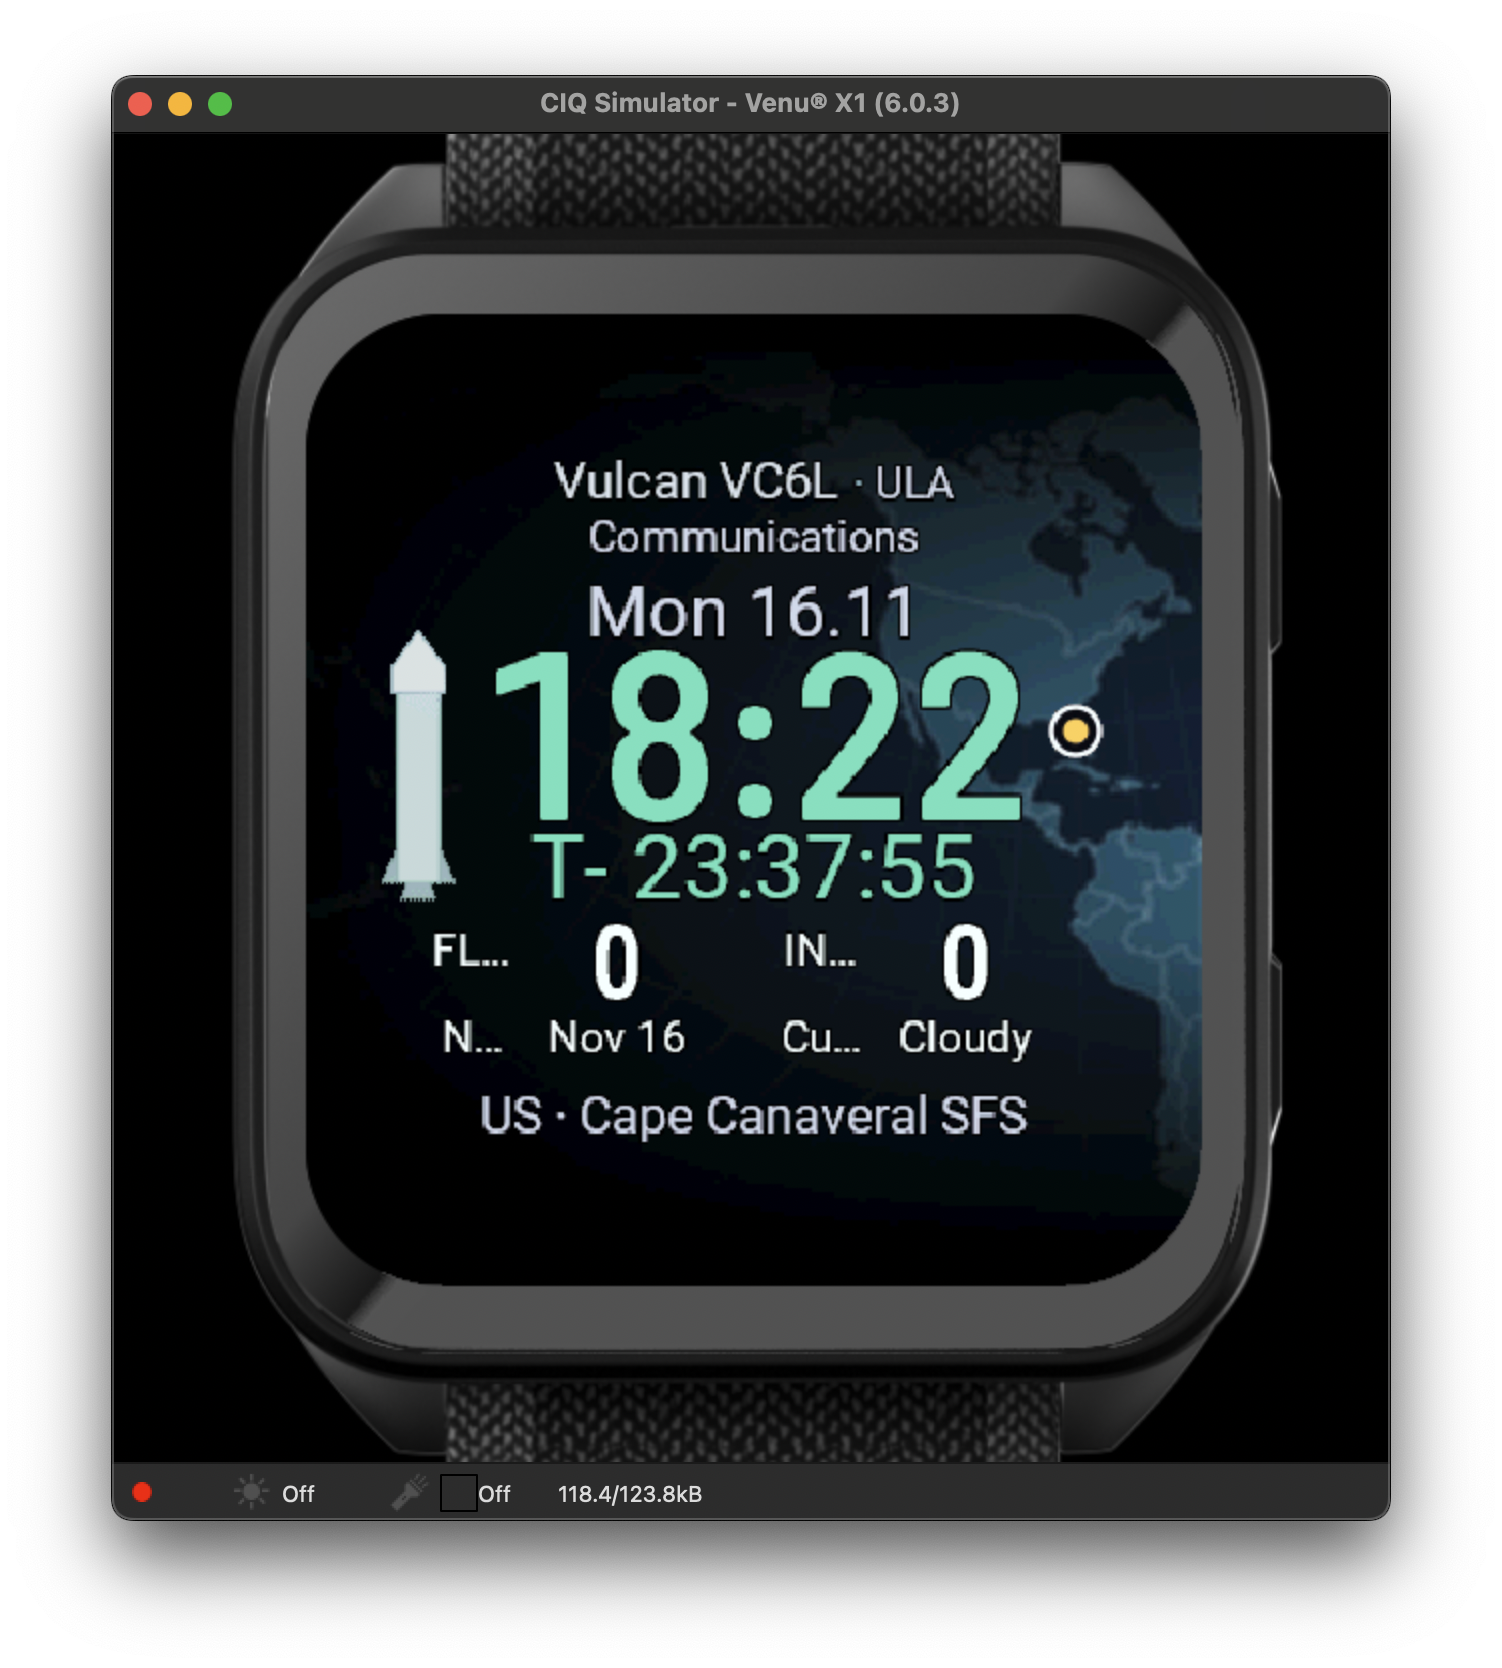 CIQ Simulator - Venu® X1 (6.0.3)
Vulcan VC6L · ULA
Communications
Mon 16.11
18:22
T- 23:37:55
FL... 0 IN... 0
N... Nov 16 Cu... Cloudy
US · Cape Canaveral SFS
Off Off 118.4/123.8kB